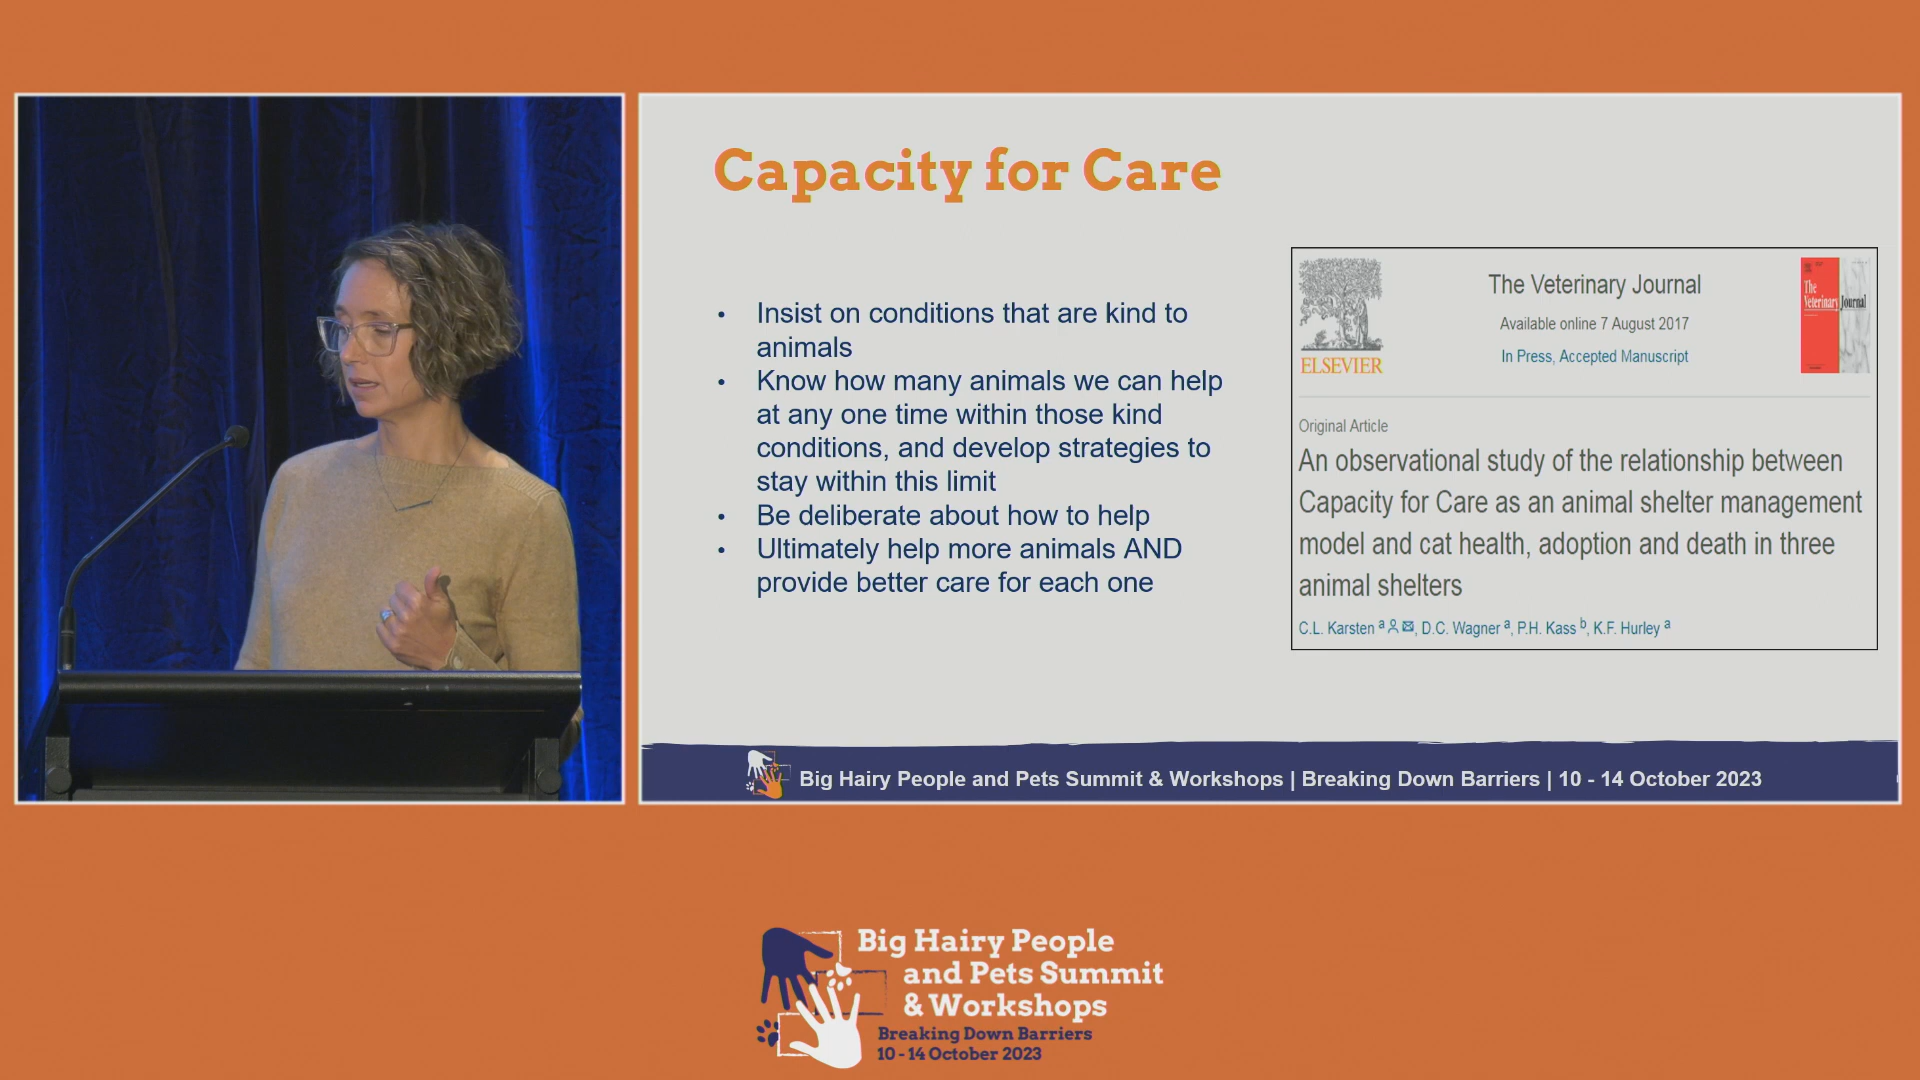 Capacity for Care
• Insist on conditions that are kind to
animals
• Know how many animals we can help
at any one time within those kind
conditions, and develop strategies to
stay within this limit
• Be deliberate about how to help
• Ultimately help more animals AND
provide better care for each one
ELSEVIER
The Veterinary Journal
Available online 7 August 2017
In Press, Accepted Manuscript
The
Veterinary Journal
Original Article
An observational study of the relationship between
Capacity for Care as an animal shelter management
model and cat health, adoption and death in three
animal shelters
C.L. Karsten a, D.C. Wagner a, P.H. Kass b, K.F. Hurley a
Big Hairy People and Pets Summit & Workshops | Breaking Down Barriers | 10 - 14 October 2023
Big Hairy People
and Pets Summit
& Workshops
Breaking Down Barriers
10 - 14 October 2023